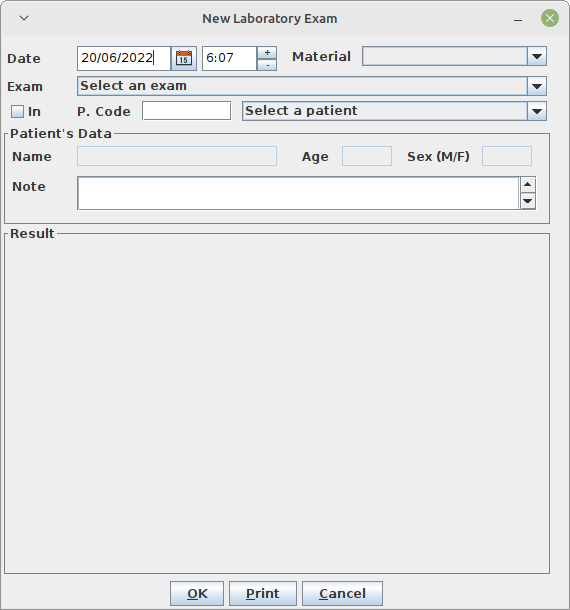 New Laboratory Exam
Date 20/06/2022 15 6:07 + - Material
Exam Select an exam
In P. Code Select a patient
Patient's Data
Name Age Sex (M/F)
Note
Result
OK Print Cancel